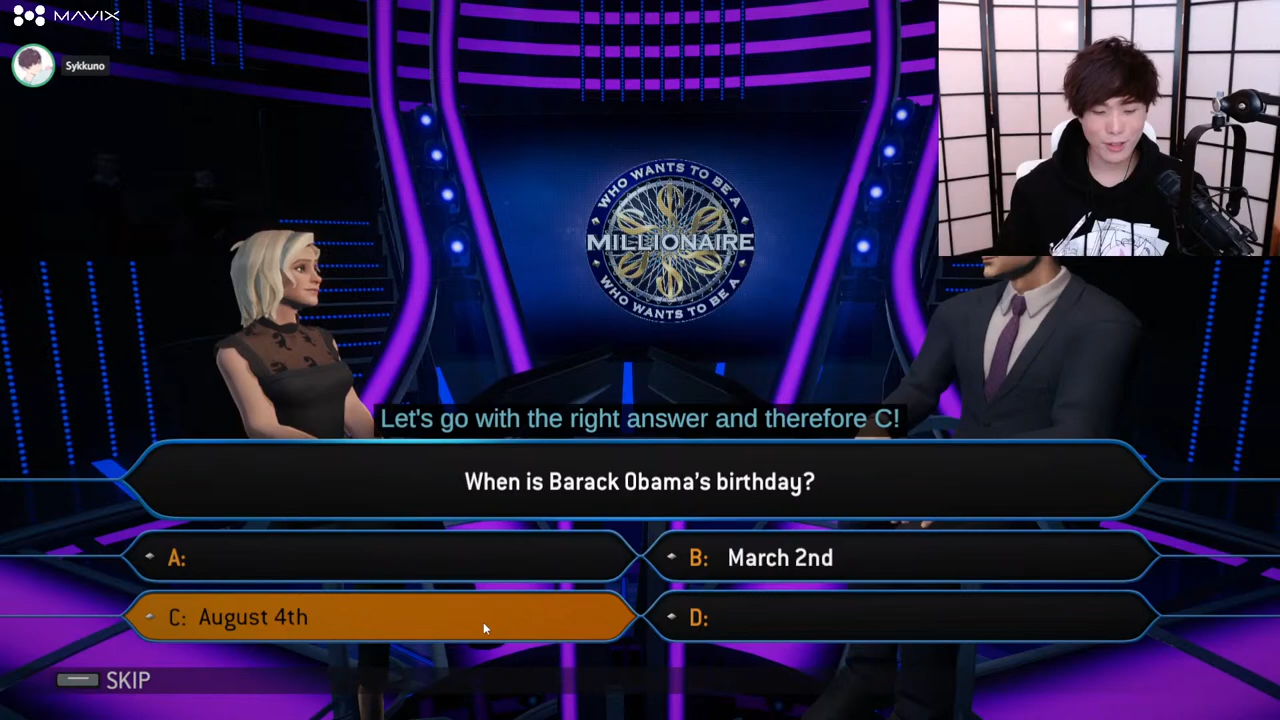 MAVIX
Sykkuno
WHO WANTS TO BE A
MILLIONAIRE
WHO WANTS TO BE A
Let's go with the right answer and therefore C!
When is Barack Obama's birthday?
A:
B: March 2nd
C: August 4th
D:
SKIP